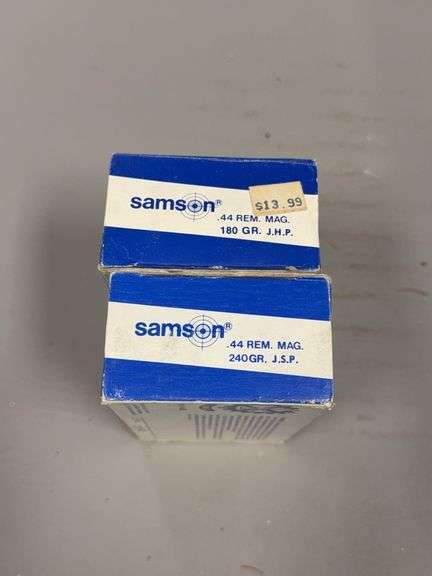 samson®
$13.99
.44 REM. MAG.
180 GR. J.H.P.
samson®
.44 REM. MAG.
240GR. J.S.P.